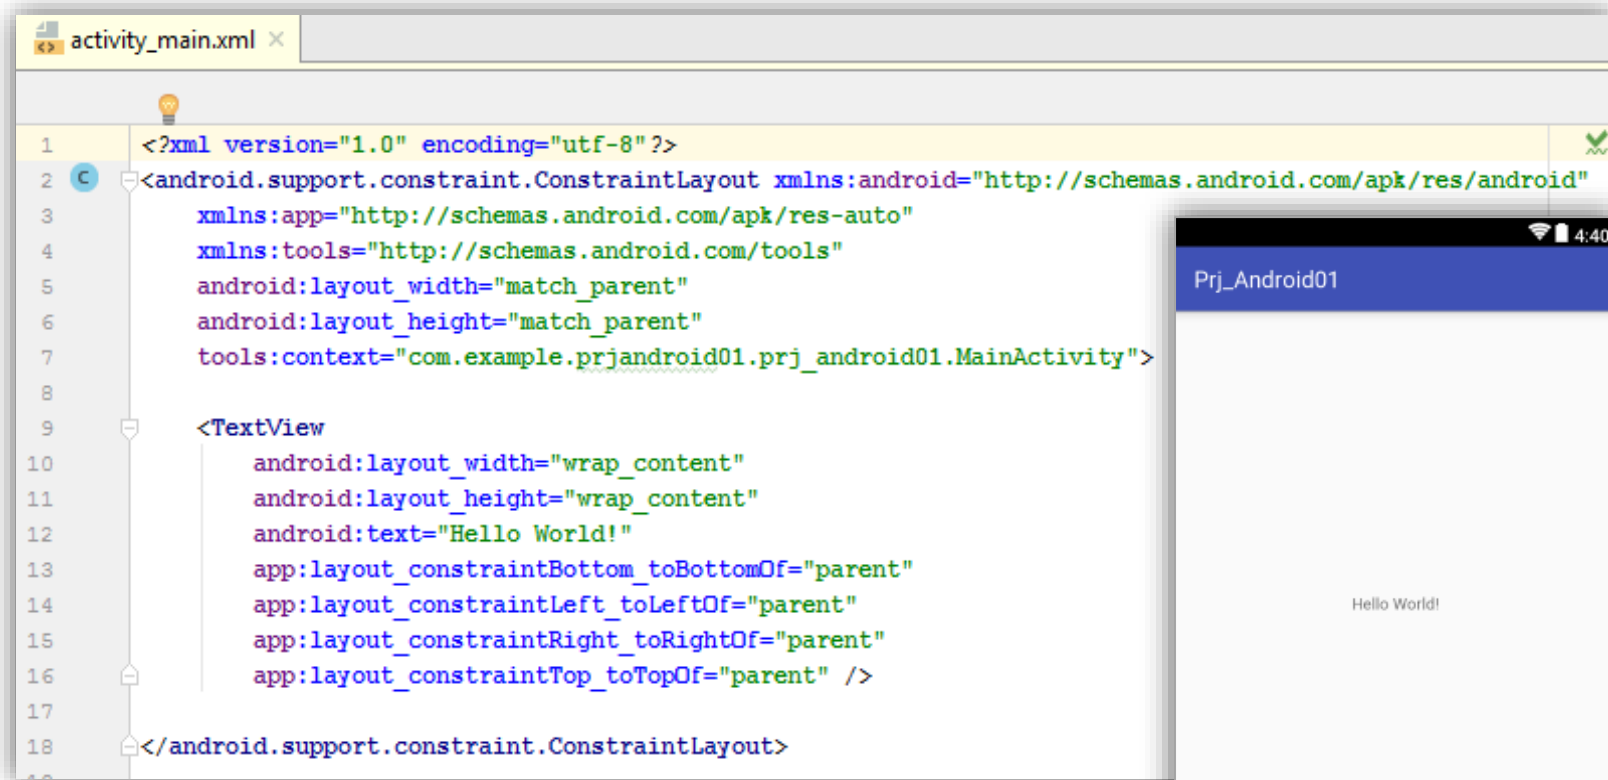 activity_main.xml
1 <?xml version="1.0" encoding="utf-8"?>
2 C <android.support.constraint.ConstraintLayout xmlns:android="http://schemas.android.com/apk/res/android"
3 xmlns:app="http://schemas.android.com/apk/res-auto"
4 xmlns:tools="http://schemas.android.com/tools"
5 android:layout_width="match_parent"
6 android:layout_height="match_parent"
7 tools:context="com.example.prjandroid01.prj_android01.MainActivity">
8
9 <TextView
10 android:layout_width="wrap_content"
11 android:layout_height="wrap_content"
12 android:text="Hello World!"
13 app:layout_constraintBottom_toBottomOf="parent"
14 app:layout_constraintLeft_toLeftOf="parent"
15 app:layout_constraintRight_toRightOf="parent"
16 app:layout_constraintTop_toTopOf="parent" />
17
18 </android.support.constraint.ConstraintLayout>
4:40
Prj_Android01
Hello World!